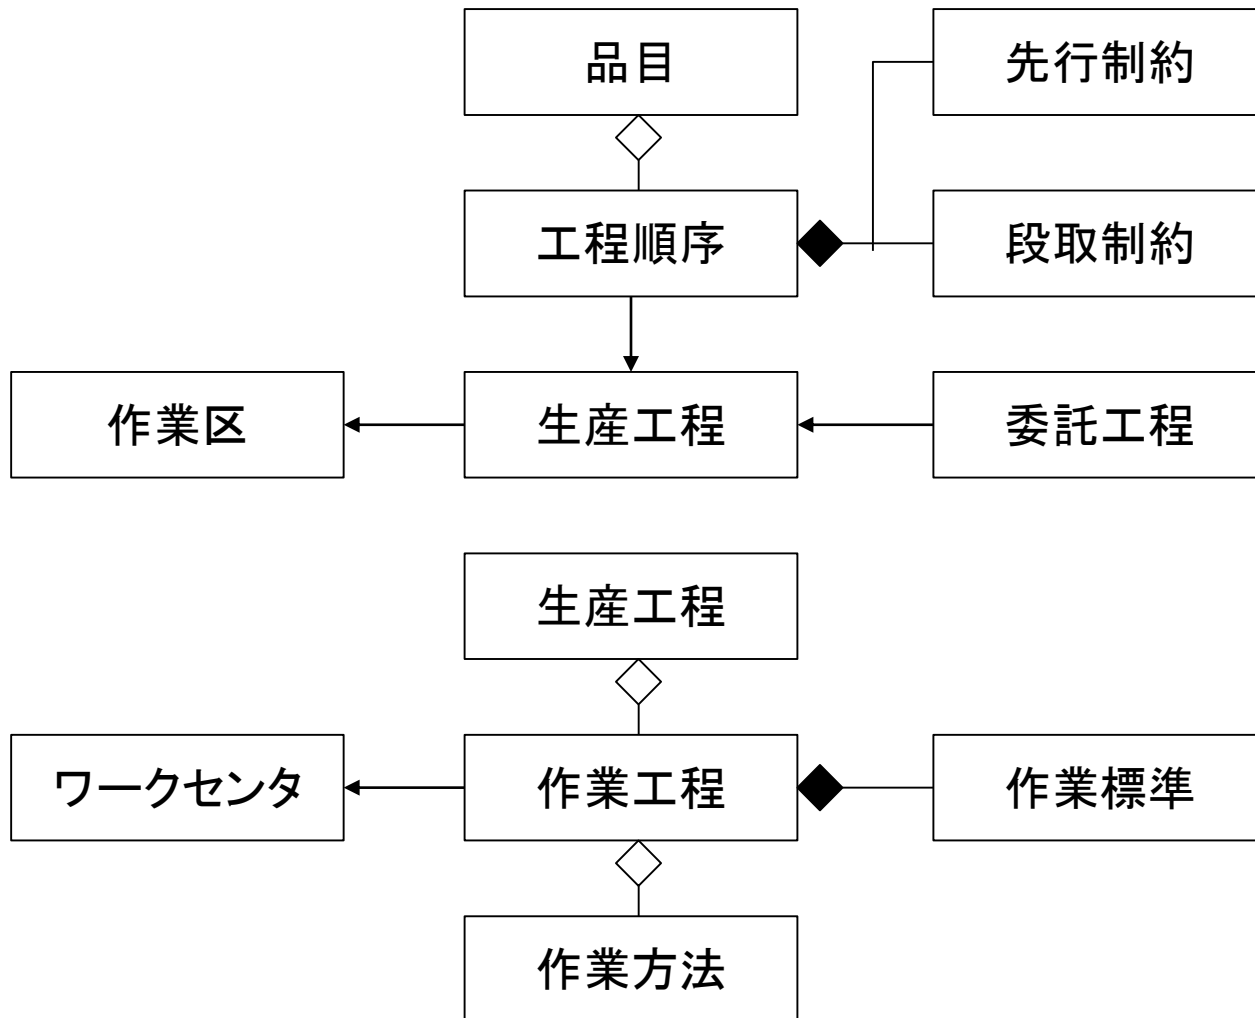 品目
先行制約
工程順序
段取制約
作業区
生産工程
委託工程
生産工程
ワークセンタ
作業工程
作業標準
作業方法